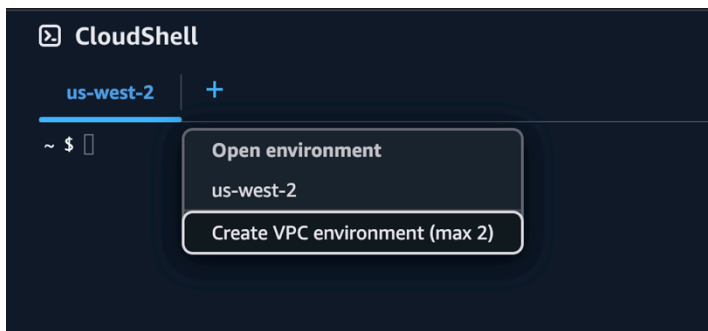 CloudShell
us-west-2 +
~ $
Open environment
us-west-2
Create VPC environment (max 2)